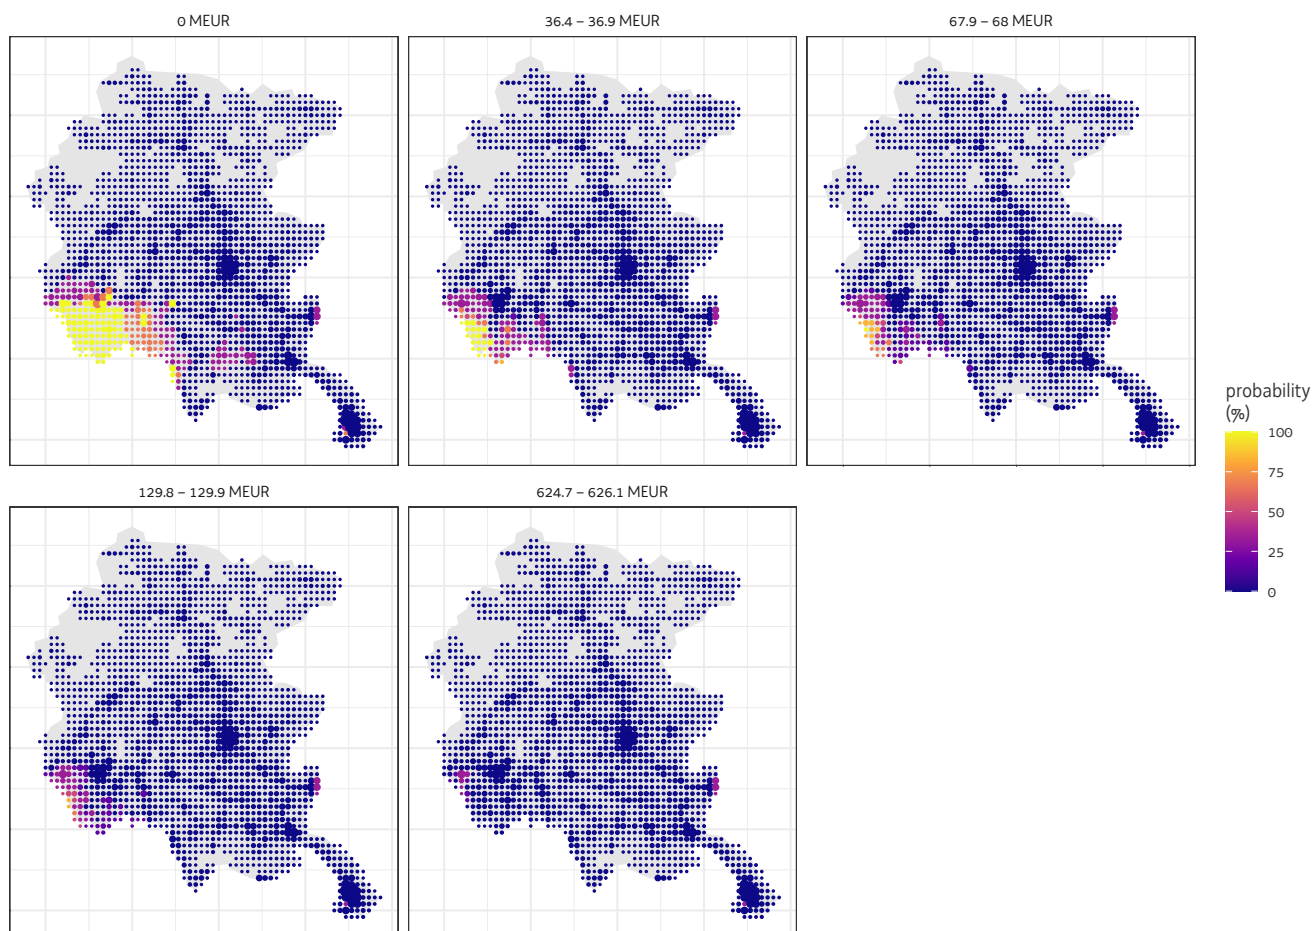 0 MEUR
36.4 – 36.9 MEUR
67.9 – 68 MEUR
129.8 – 129.9 MEUR
624.7 – 626.1 MEUR
probability
(%)
100
75
50
25
0